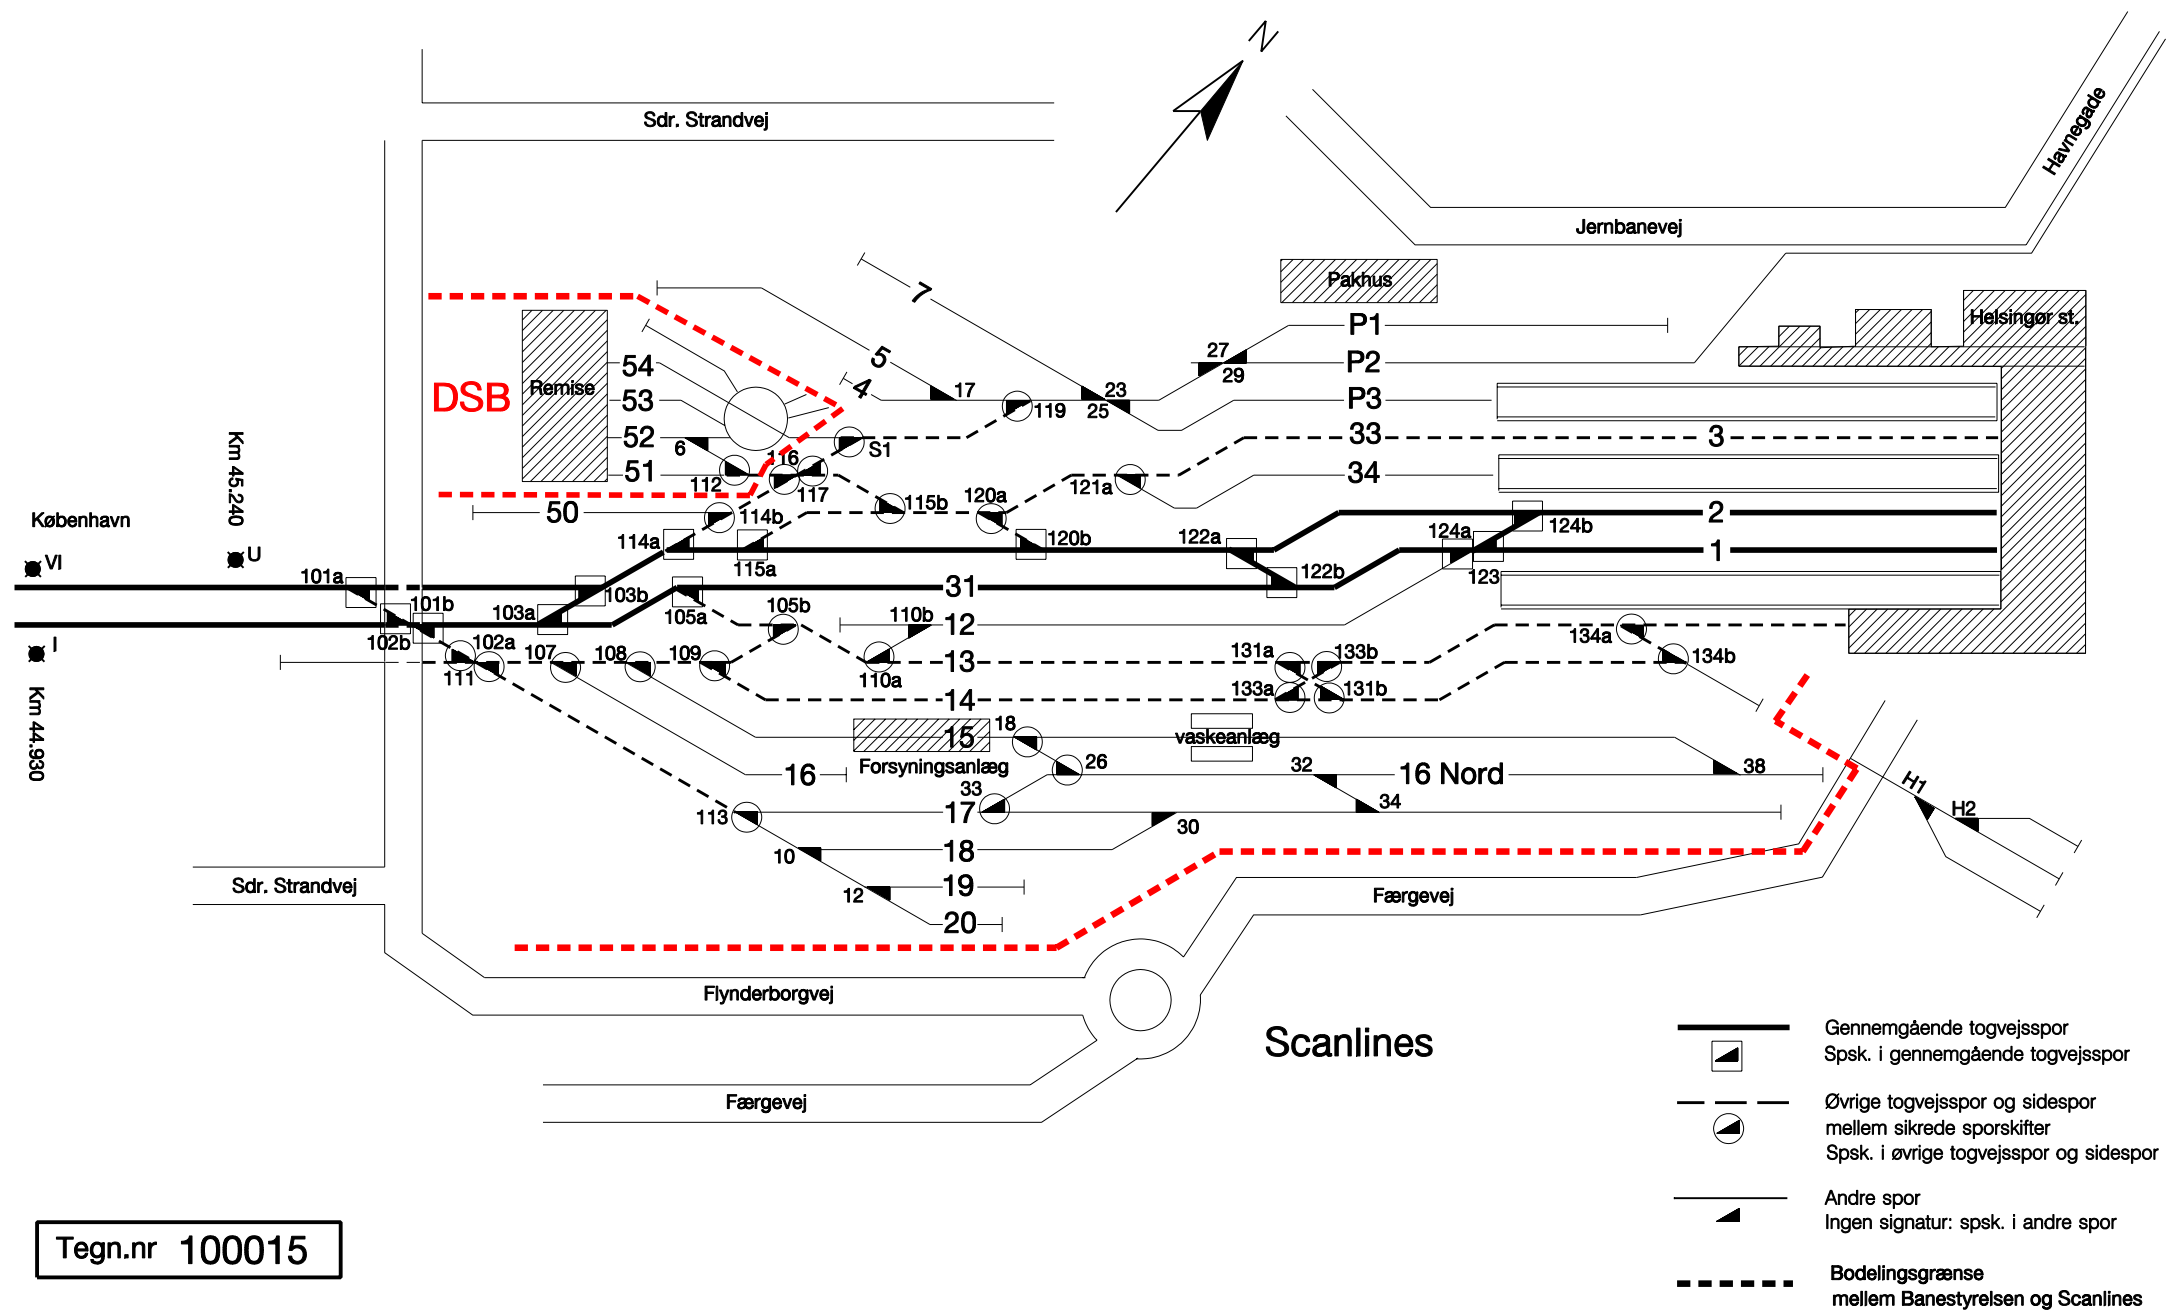 N
Sdr. Strandvej
Havnegade
Jernbanevej
Pakhus
7
P1
Helsingør st.
27
5
54
P2
29
DSB
Remise
4
17
23
53
P3
25
119
52
33
3
6
S1
116
51
34
112
117
121a
Km 45.240
115b
120a
50
114b
2
København
124a
124b
114a
122a
120b
1
U
VI
115a
101a
123
122b
31
103b
101b
103a
105a
105b
110b
12
102b
102a
I
107
108
109
131a
133b
134a
13
134b
111
110a
133a
131b
14
Km 44.930
18
15
vaskeanlæg
Forsyningsanlæg
16
26
32
16 Nord
38
33
H1
34
H2
113
17
30
10
18
Sdr. Strandvej
12
19
Færgevej
20
Flynderborgvej
Scanlines
Færgevej
Gennemgående togvejsspor
Spsk. i gennemgående togvejsspor
Øvrige togvejsspor og sidespor
mellem sikrede sporskifter
Spsk. i øvrige togvejsspor og sidespor
Andre spor
Ingen signatur: spsk. i andre spor
Tegn.nr 100015
Bodelingsgrænse
mellem Banestyrelsen og Scanlines